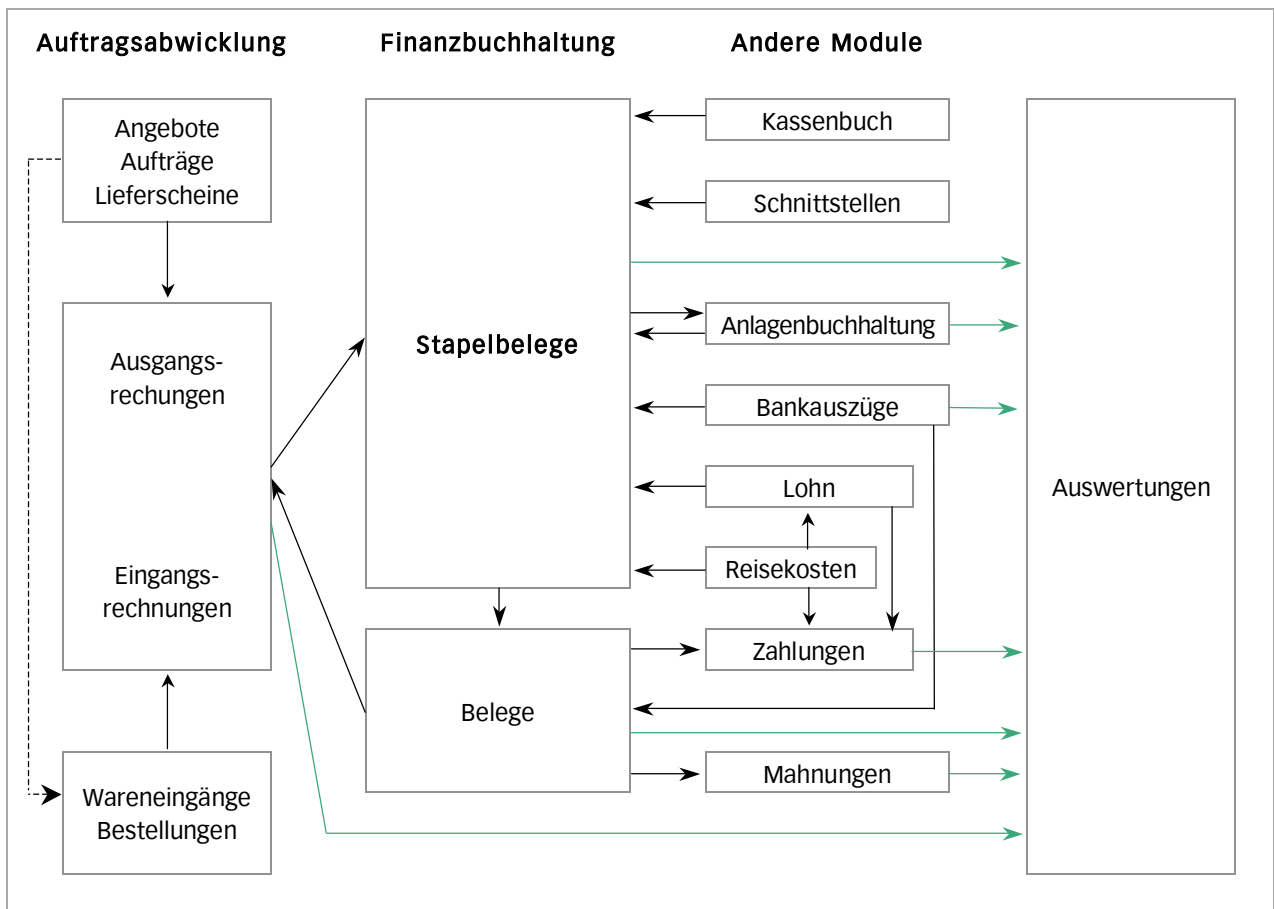 Auftragsabwicklung
Finanzbuchhaltung
Andere Module
Angebote
Aufträge
Lieferscheine
Ausgangs-
rechungen
Eingangs-
rechnungen
Wareneingänge
Bestellungen
Stapelbelege
Belege
Kassenbuch
Schnittstellen
Anlagenbuchhaltung
Bankauszüge
Lohn
Reisekosten
Zahlungen
Mahnungen
Auswertungen